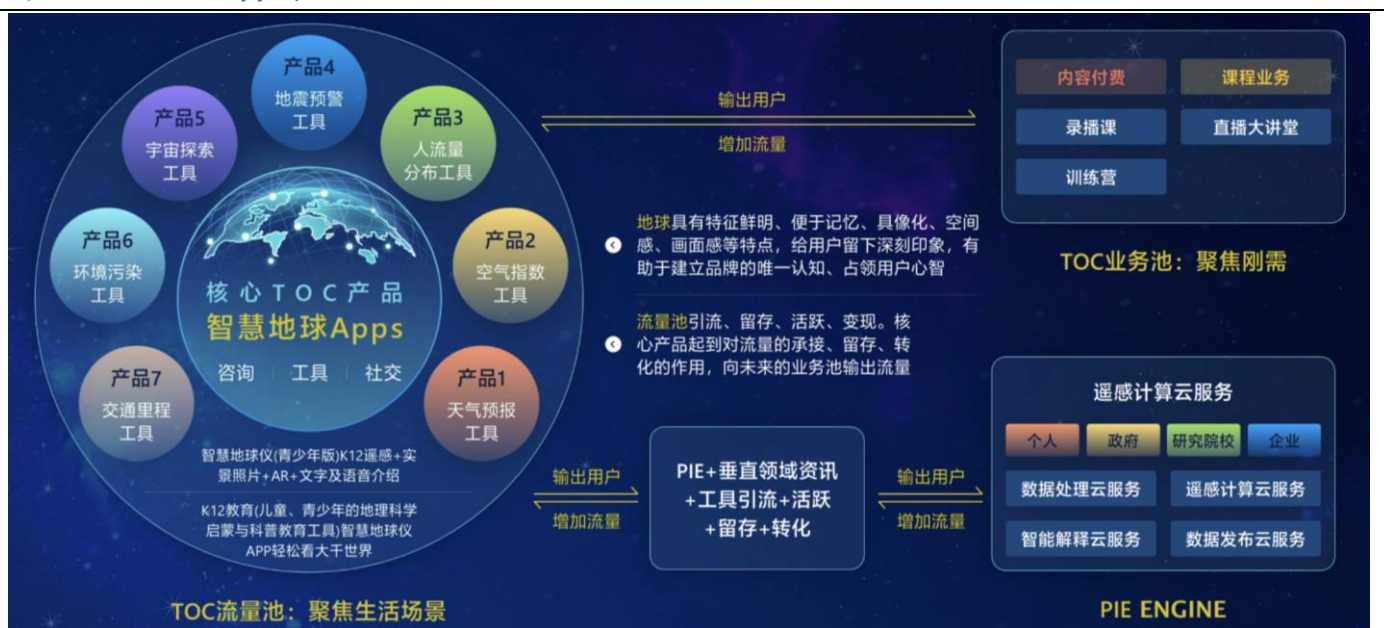 产品4
地震预警
工具
产品5
宇宙探索
工具
产品3
人流量
分布工具
产品6
环境污染
工具
产品2
空气指数
工具
核心TOC产品
智慧地球Apps
咨询 工具 社交
产品7
交通里程
工具
产品1
天气预报
工具
智慧地球仪(青少年版)K12遥感+实
景照片+AR+文字及语音介绍
K12教育(儿童、青少年的地理科学
启蒙与科普教育工具)智慧地球仪
APP轻松看大千世界
TOC流量池：聚焦生活场景
输出用户
增加流量
地球具有特征鲜明、便于记忆、具像化、空间
感、画面感等特点，给用户留下深刻印象，有
助于建立品牌的唯一认知、占领用户心智
流量池引流、留存、活跃、变现。核
心产品起到对流量的承接、留存、转
化的作用，向未来的业务池输出流量
输出用户
增加流量
PIE+垂直领域资讯
+工具引流+活跃
+留存+转化
输出用户
增加流量
内容付费 课程业务
录播课 直播大讲堂
训练营
TOC业务池：聚焦刚需
遥感计算云服务
个人 政府 研究院校 企业
数据处理云服务 遥感计算云服务
智能解释云服务 数据发布云服务
PIE ENGINE